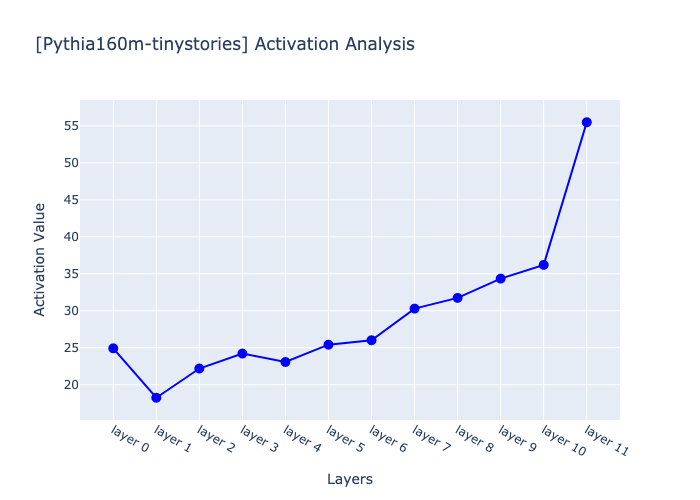 [Pythia160m-tinystories] Activation Analysis
Activation Value
55
50
45
40
35
30
25
20
layer 0
layer 1
layer 2
layer 3
layer 4
layer 5
layer 6
layer 7
layer 8
layer 9
layer 10
layer 11
Layers